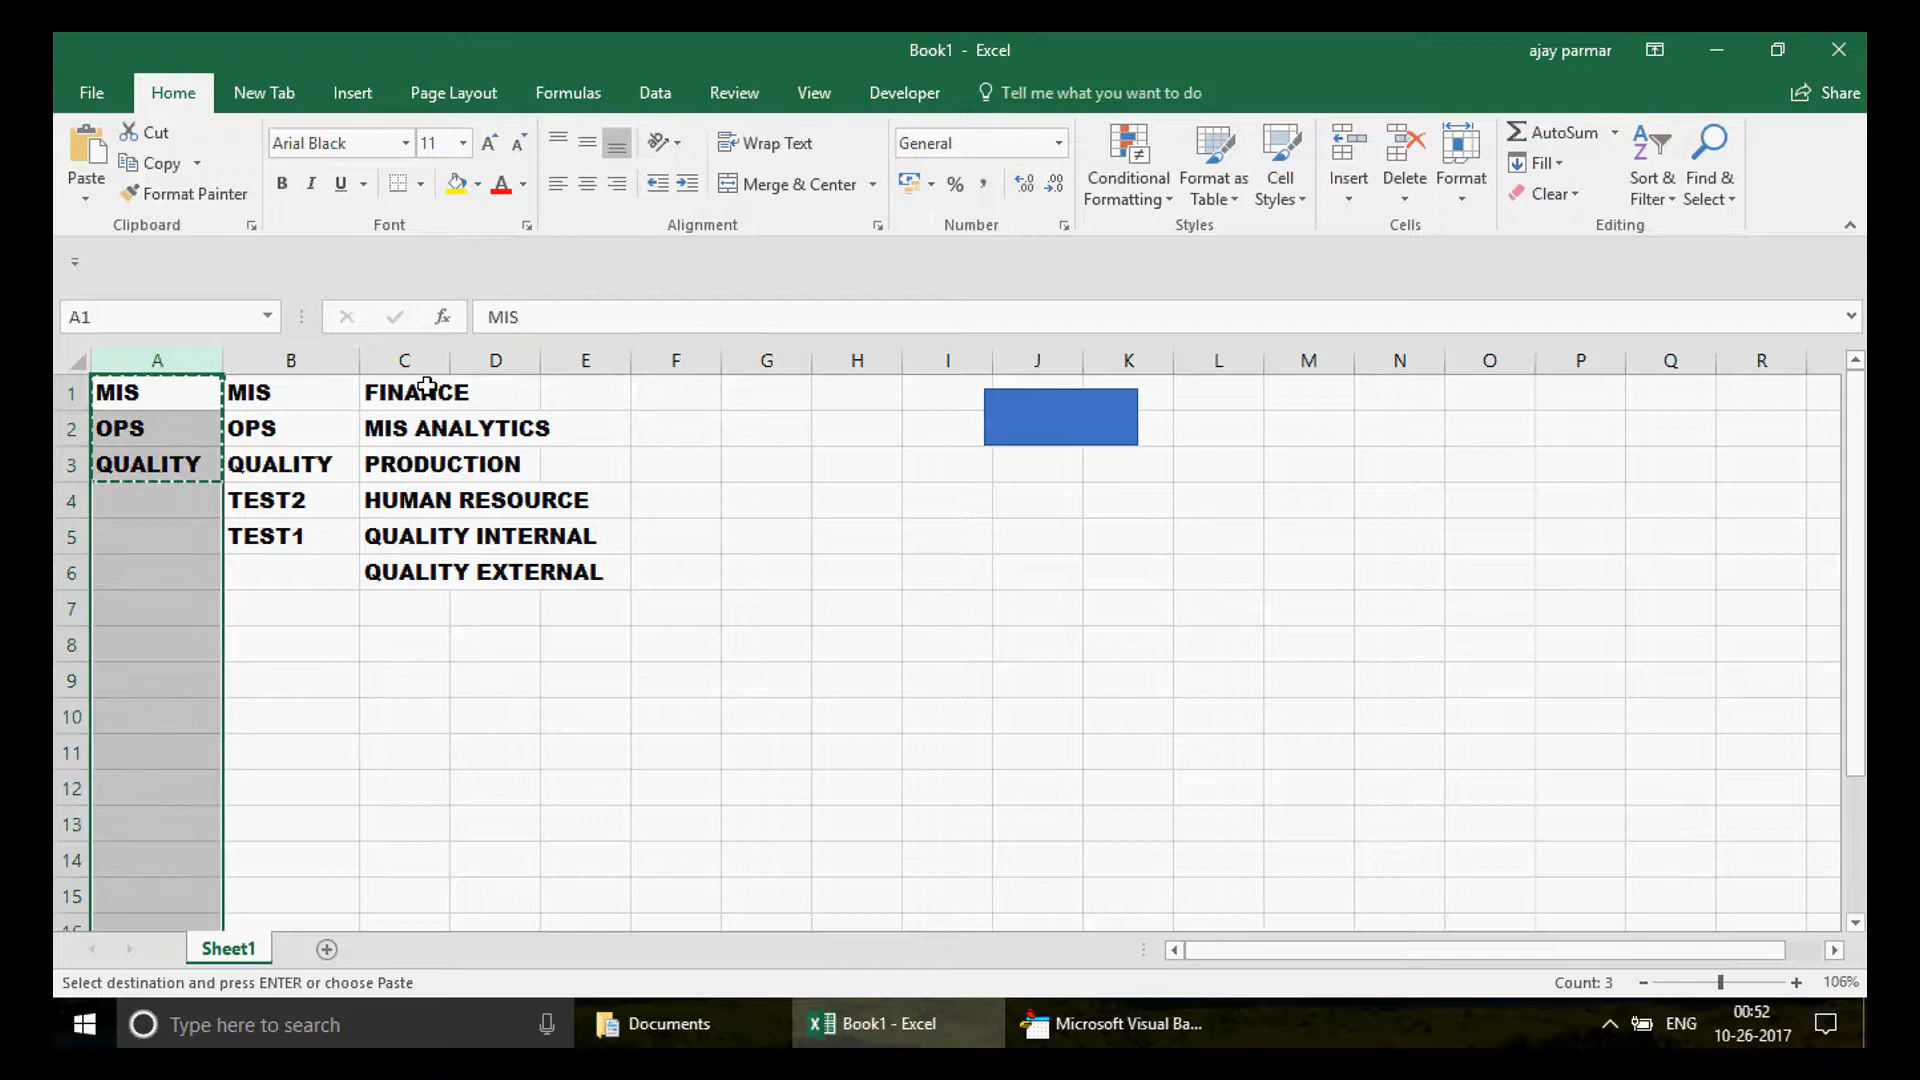 Book1 - Excel
ajay parmar
File Home New Tab Insert Page Layout Formulas Data Review View Developer Tell me what you want to do Share
Paste
Cut
Copy
Format Painter
Clipboard
Arial Black 11
A A
B I U A
Font
Wrap Text
Merge & Center
Alignment
General
% ,
Number
Conditional Formatting
Format as Table
Cell Styles
Styles
Insert Delete Format
Cells
AutoSum
Fill
Clear
Sort & Filter
Find & Select
Editing
A1 fx MIS
A B C D E F G H I J K L M N O P Q R
1 MIS MIS FINANCE
2 OPS OPS MIS ANALYTICS
3 QUALITY QUALITY PRODUCTION
4 TEST2 HUMAN RESOURCE
5 TEST1 QUALITY INTERNAL
6 QUALITY EXTERNAL
7
8
9
10
11
12
13
14
15
Sheet1
Select destination and press ENTER or choose Paste Count: 3 106%
Type here to search Documents Book1 - Excel Microsoft Visual Ba... ENG 00:52
10-26-2017